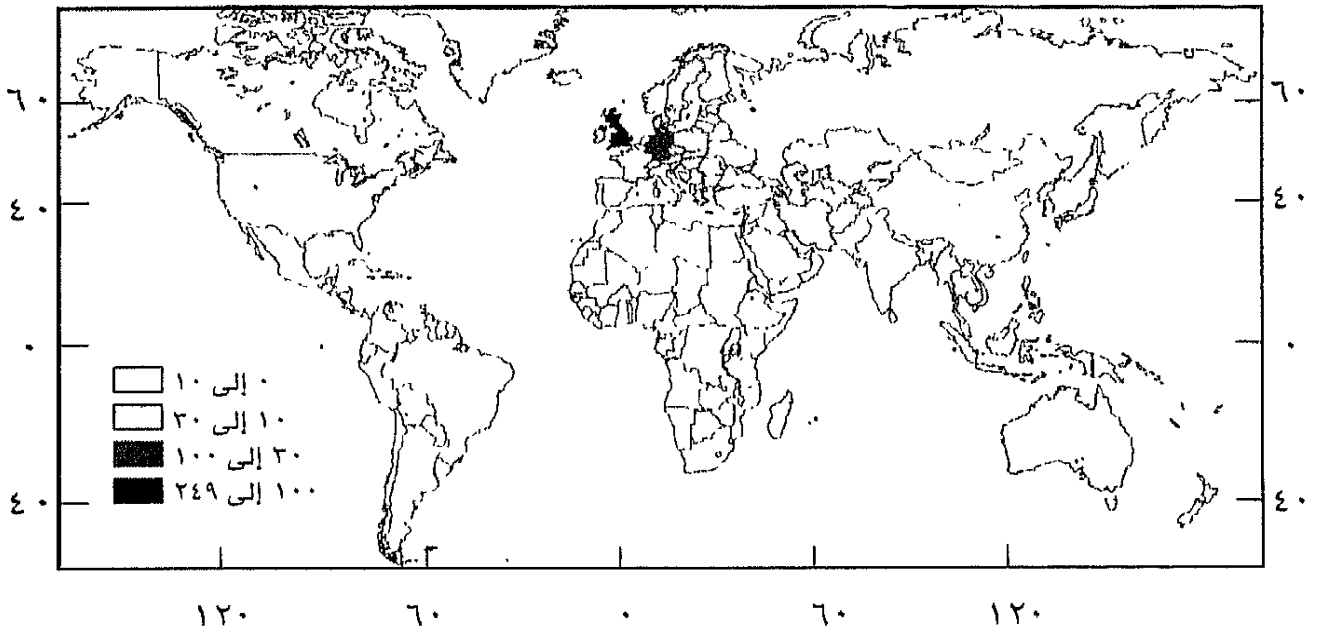 ٦٠ ٦٠
٤٠ ٤٠
٠ ٠
٠ إلى ١٠
١٠ إلى ٣٠
٣٠ إلى ١٠٠
١٠٠ إلى ٢٤٩
٤٠ ٤٠
١٢٠ ٦٠ ٠ ٦٠ ١٢٠